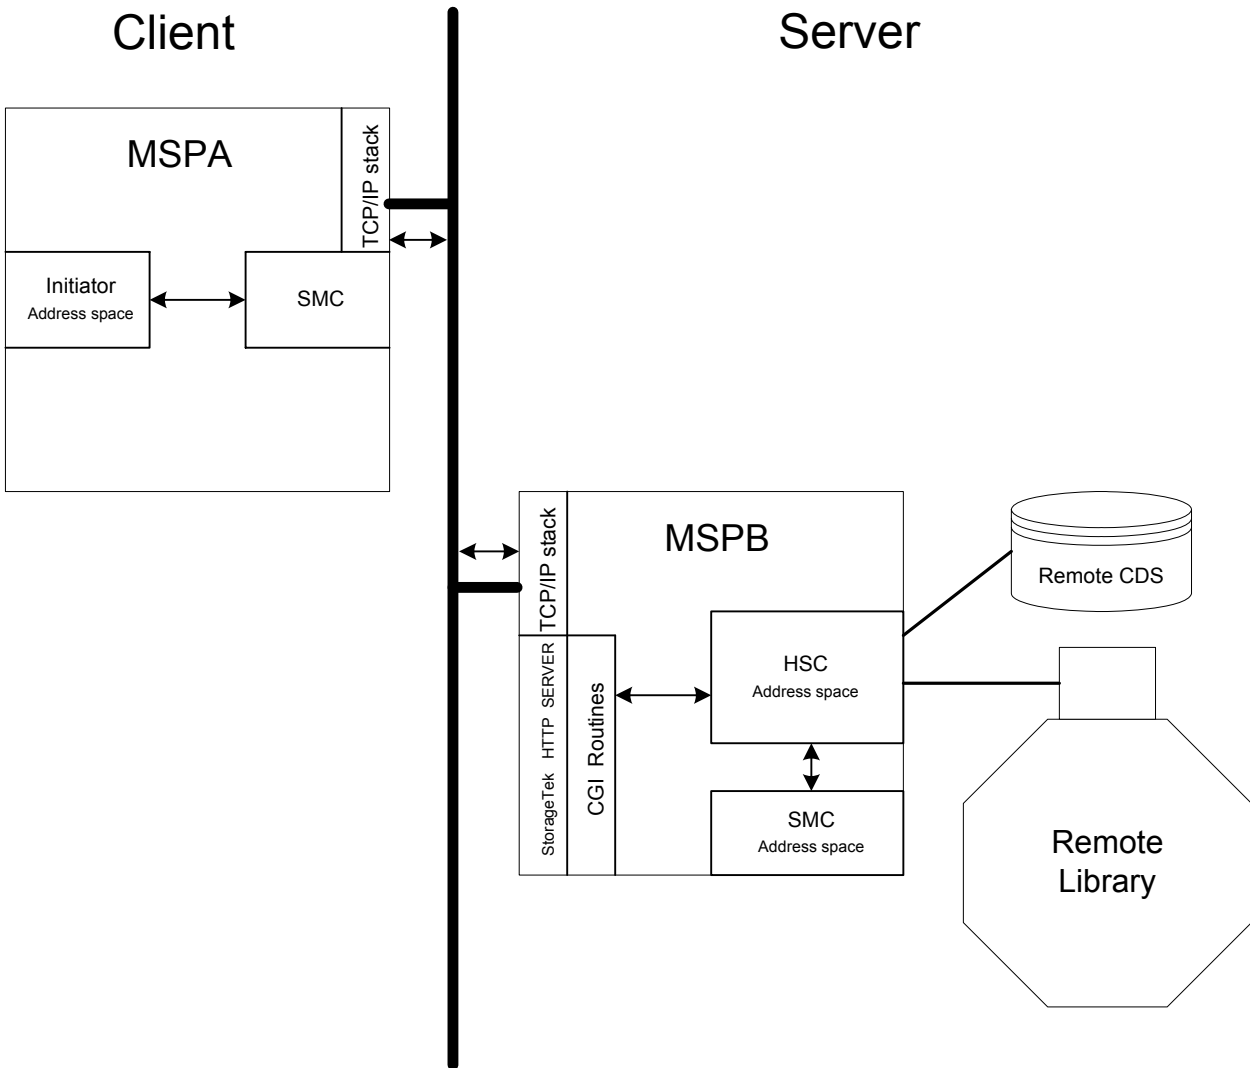 Client
Server
MSPA
TCP/IP stack
Initiator
Address space
SMC
MSPB
TCP/IP stack
Remote CDS
HSC
Address space
StorageTek HTTP SERVER
CGI Routines
SMC
Address space
Remote
Library